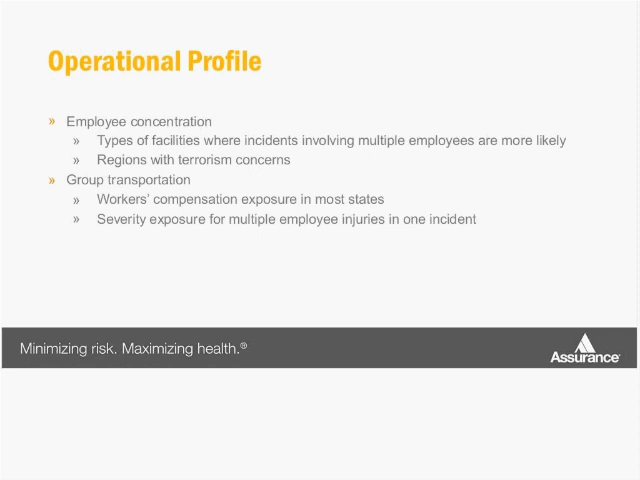 Operational Profile
» Employee concentration
» Types of facilities where incidents involving multiple employees are more likely
» Regions with terrorism concerns
» Group transportation
» Workers’ compensation exposure in most states
» Severity exposure for multiple employee injuries in one incident
Minimizing risk. Maximizing health.®
Assurance